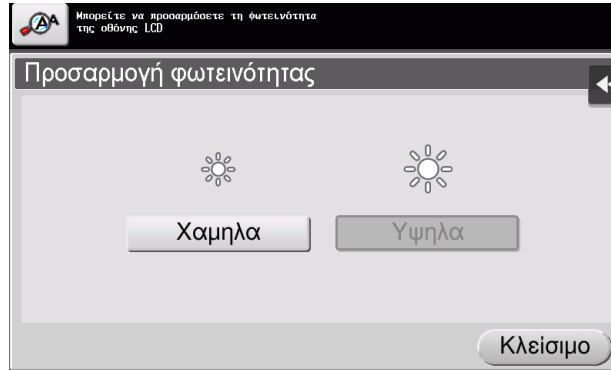 Μπορείτε να προσαρμόσετε τη φωτεινότητα
της οθόνης LCD
Προσαρμογή φωτεινότητας
Χαμηλα
Υψηλα
Κλείσιμο